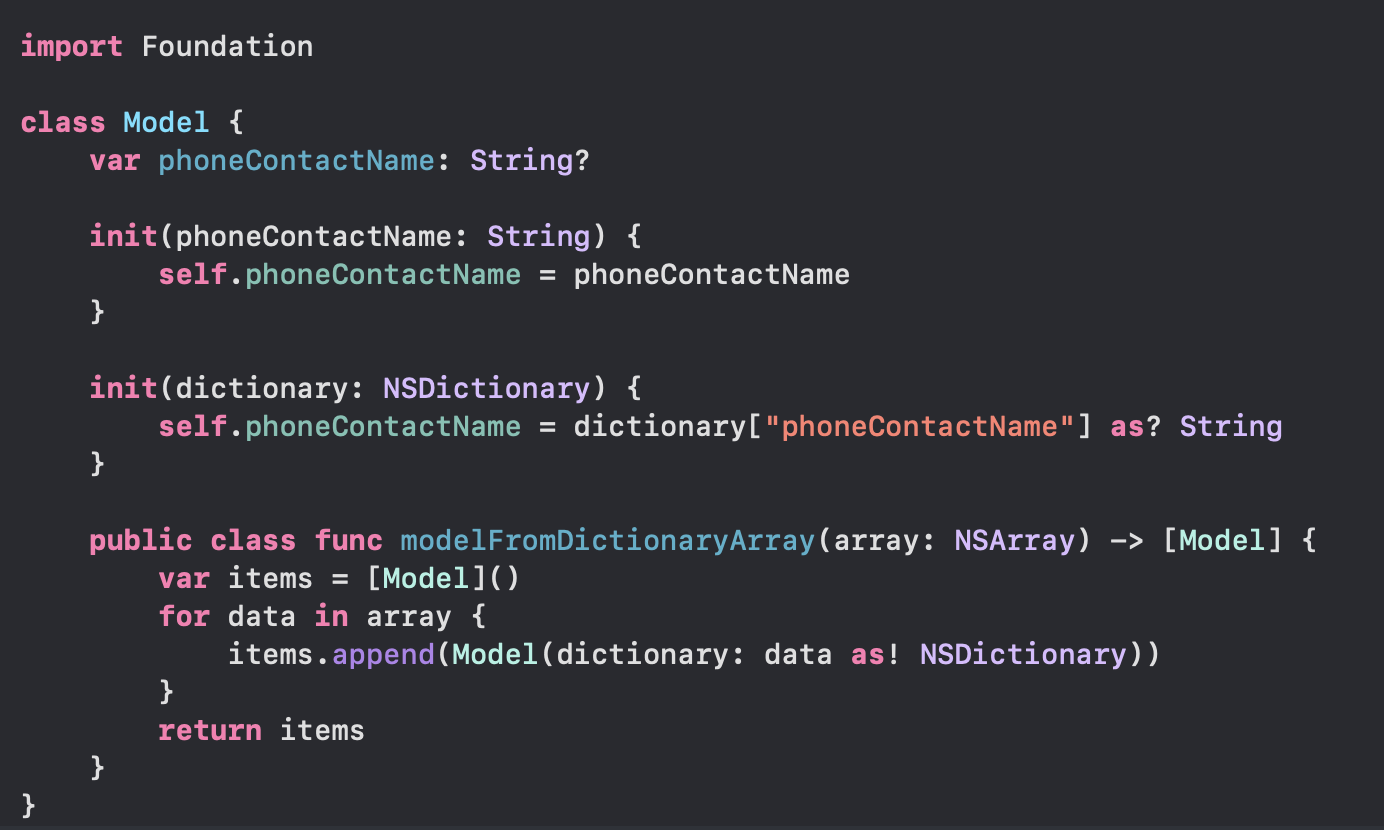 import Foundation

class Model {
    var phoneContactName: String?

    init(phoneContactName: String) {
        self.phoneContactName = phoneContactName
    }

    init(dictionary: NSDictionary) {
        self.phoneContactName = dictionary["phoneContactName"] as? String
    }

    public class func modelFromDictionaryArray(array: NSArray) -> [Model] {
        var items = [Model]()
        for data in array {
            items.append(Model(dictionary: data as! NSDictionary))
        }
        return items
    }
}